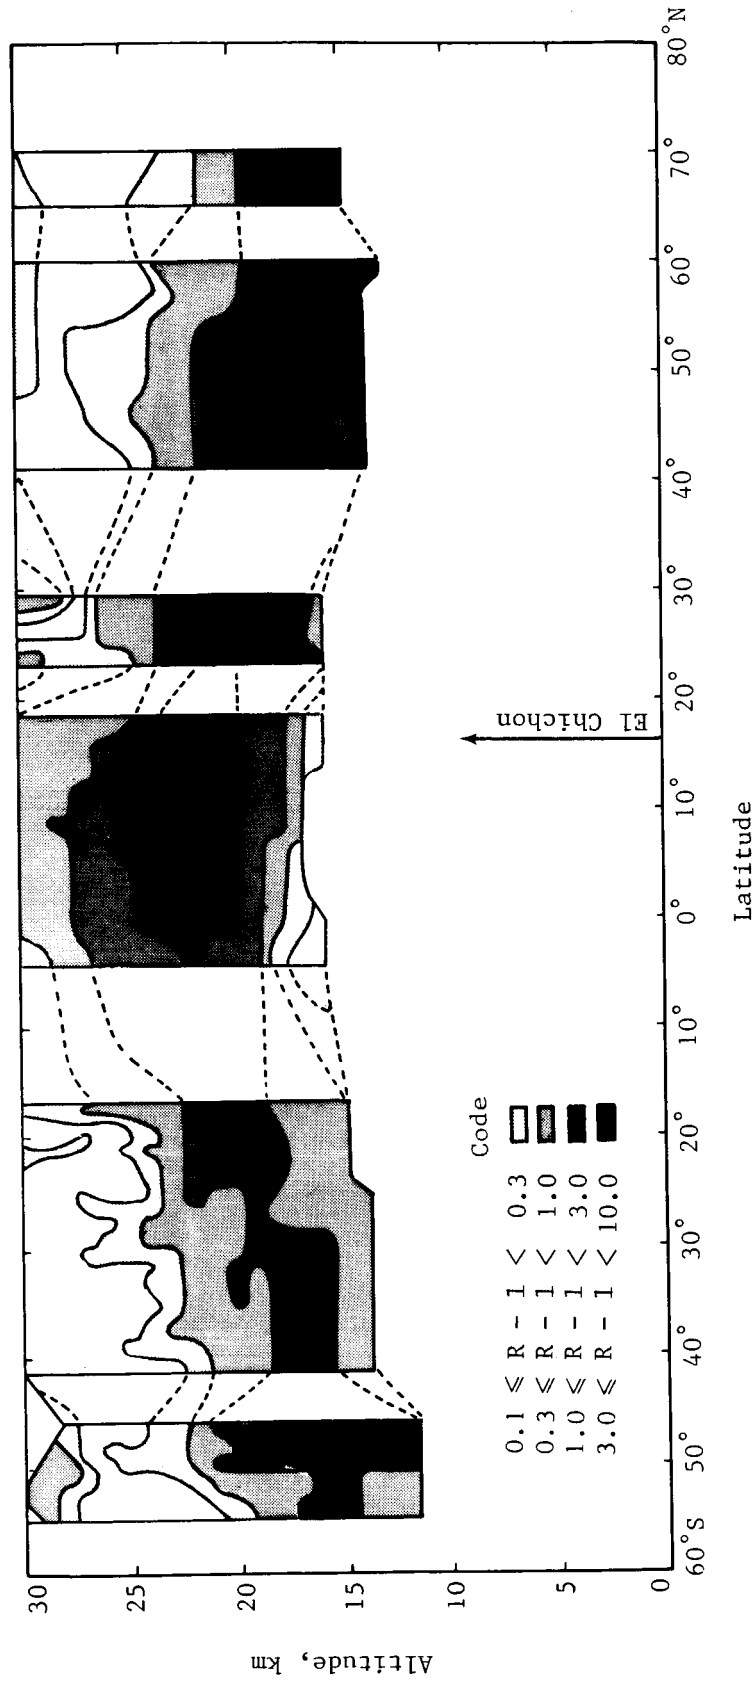 Altitude, km
30
25
20
15
10
5
0
60°S 50° 40° 30° 20° 10° 0° 10° 20° 30° 40° 50° 60° 70° 80°N
Latitude
El Chichon
Code
0.1 ⩽ R - 1 < 0.3
0.3 ⩽ R - 1 < 1.0
1.0 ⩽ R - 1 < 3.0
3.0 ⩽ R - 1 < 10.0